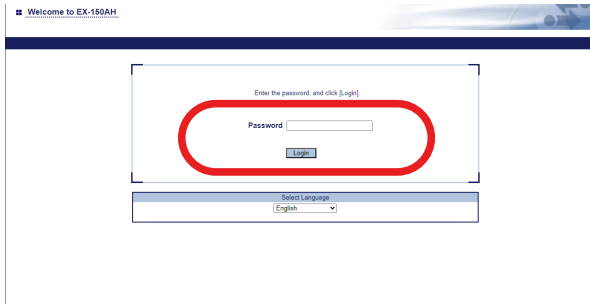 Welcome to EX-150AH
Enter the password, and click [Login].
Password
Login
Select Language
English